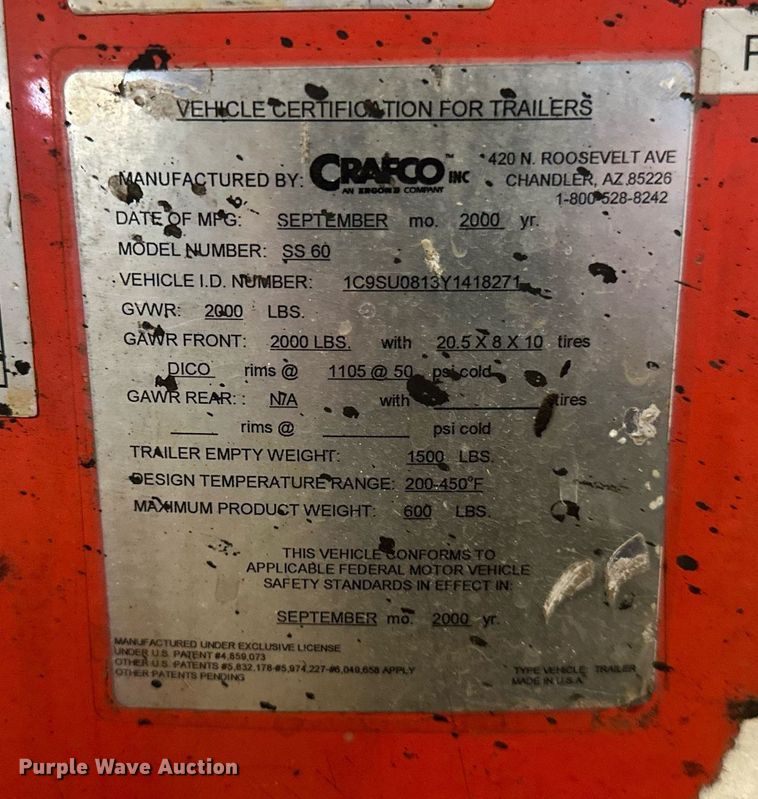 VEHICLE CERTIFICATION FOR TRAILERS
MANUFACTURED BY: CRAFCO™ INC
AN ERGON COMPANY
420 N. ROOSEVELT AVE
CHANDLER, AZ.85226
1-800-528-8242
DATE OF MFG: SEPTEMBER mo. 2000 yr.
MODEL NUMBER: SS 60
VEHICLE I.D. NUMBER: 1C9SU0813Y1418271
GVWR: 2000 LBS.
GAWR FRONT: 2000 LBS. with 20.5 X 8 X 10 tires
DICO rims @ 1105 @ 50 psi cold
GAWR REAR: : N/A with tires
rims @ psi cold
TRAILER EMPTY WEIGHT: 1500 LBS.
DESIGN TEMPERATURE RANGE: 200-450°F
MAXIMUM PRODUCT WEIGHT: 600 LBS.
THIS VEHICLE CONFORMS TO
APPLICABLE FEDERAL MOTOR VEHICLE
SAFETY STANDARDS IN EFFECT IN:
SEPTEMBER mo. 2000 yr.
MANUFACTURED UNDER EXCLUSIVE LICENSE
UNDER U.S. PATENT #4,859,073
OTHER U.S. PATENTS #5,832,178-#5,974,227-#6,049,658 APPLY
OTHER PATENTS PENDING
TYPE VEHICLE: TRAILER
MADE IN U.S.A.
Purple Wave Auction